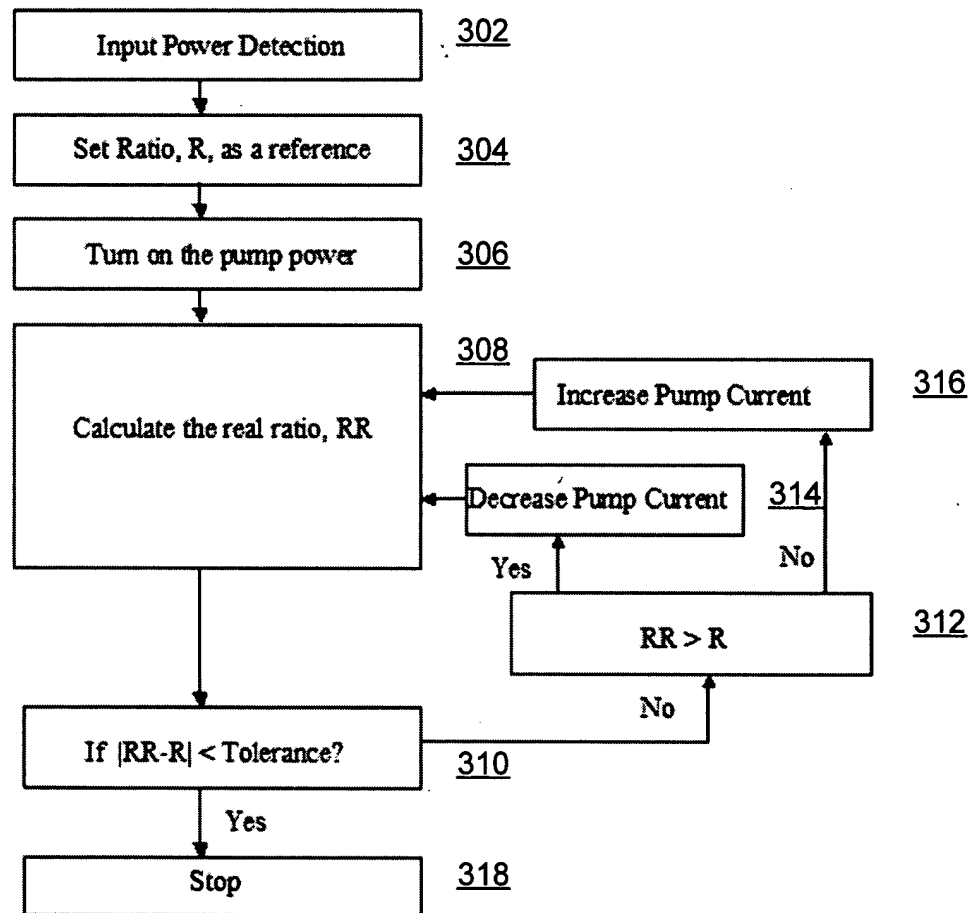 Input Power Detection
302
Set Ratio, R, as a reference
304
Turn on the pump power
306
308
Calculate the real ratio, RR
Increase Pump Current
316
Decrease Pump Current
314
Yes
No
RR > R
312
No
If |RR-R| < Tolerance?
310
Yes
Stop
318